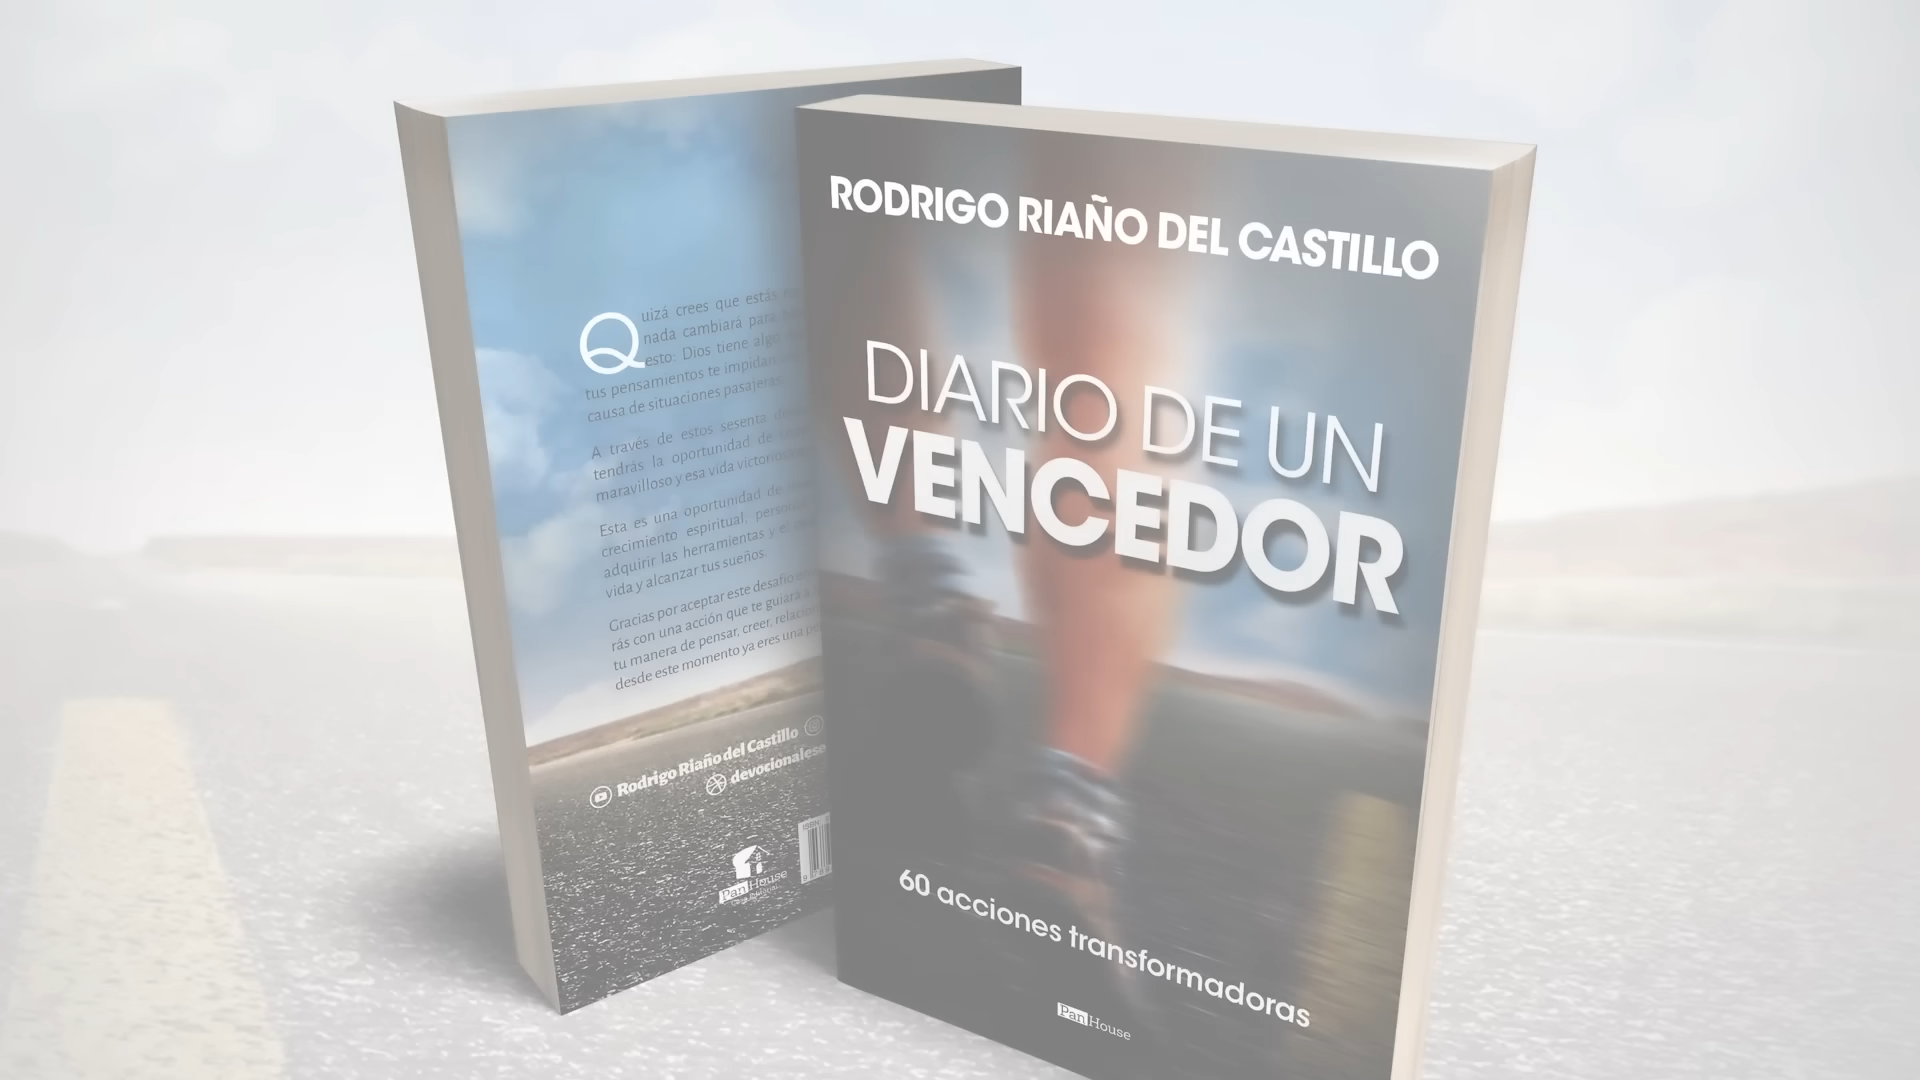 Quizá crees que estás
nada cambiará para
esto: Dios tiene algo
tus pensamientos te impidan
causa de situaciones pasajeras
A través de estos sesenta
tendrás la oportunidad de
maravilloso y esa vida victoriosa
Esta es una oportunidad de
crecimiento espiritual, person
adquirir las herramientas y el
vida y alcanzar tus sueños.
Gracias por aceptar este desafío
rás con una acción que te guiará a
tu manera de pensar, creer, relacio
desde este momento ya eres una pe
Rodrigo Riaño del Castillo
devocionalese
PanHouse
ISBN
RODRIGO RIAÑO DEL CASTILLO
DIARIO DE UN
VENCEDOR
60 acciones transformadoras
PanHouse